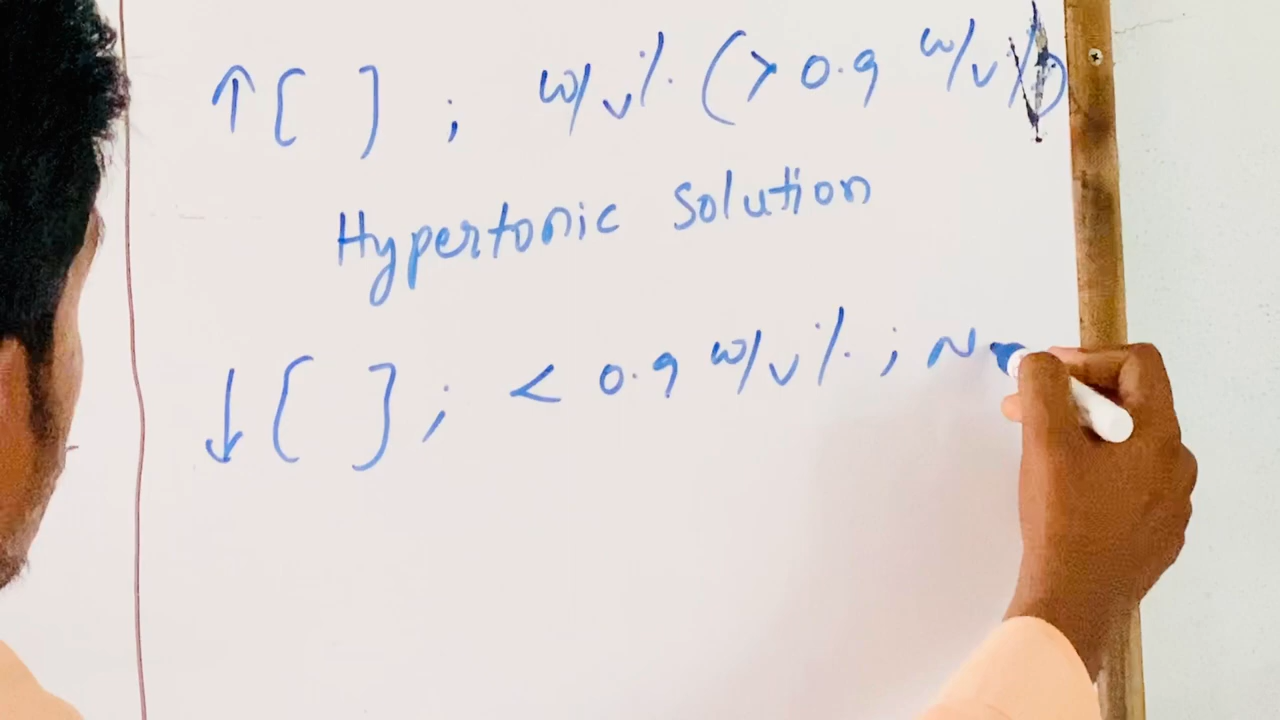 ↑[ ] ; w/v % (> 0.9 w/v %)
Hypertonic solution
↓[ ] ; < 0.9 w/v % ; N